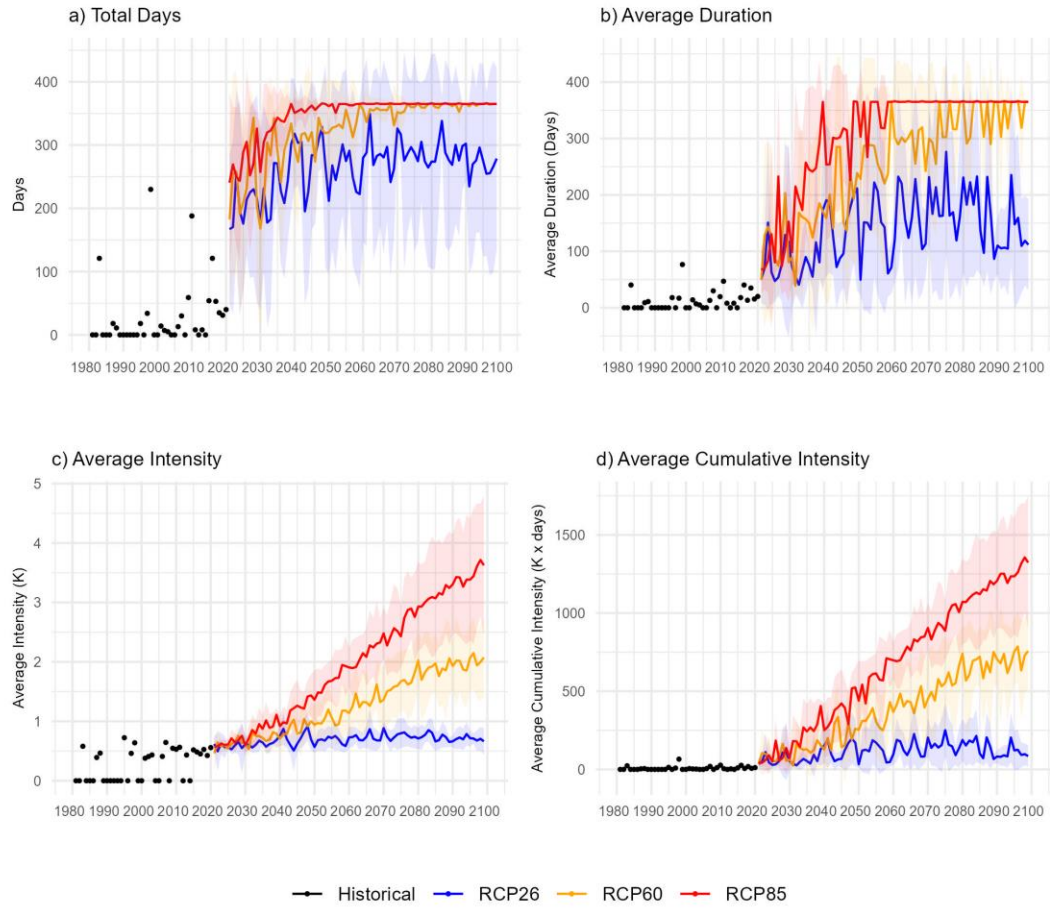 a) Total Days
b) Average Duration
400
300
200
100
0
Days
1980 1990 2000 2010 2020 2030 2040 2050 2060 2070 2080 2090 2100
400
300
200
100
0
Average Duration (Days)
1980 1990 2000 2010 2020 2030 2040 2050 2060 2070 2080 2090 2100
c) Average Intensity
d) Average Cumulative Intensity
5
4
3
2
1
0
Average Intensity (K)
1980 1990 2000 2010 2020 2030 2040 2050 2060 2070 2080 2090 2100
1500
1000
500
0
Average Cumulative Intensity (K x days)
1980 1990 2000 2010 2020 2030 2040 2050 2060 2070 2080 2090 2100
Historical RCP26 RCP60 RCP85